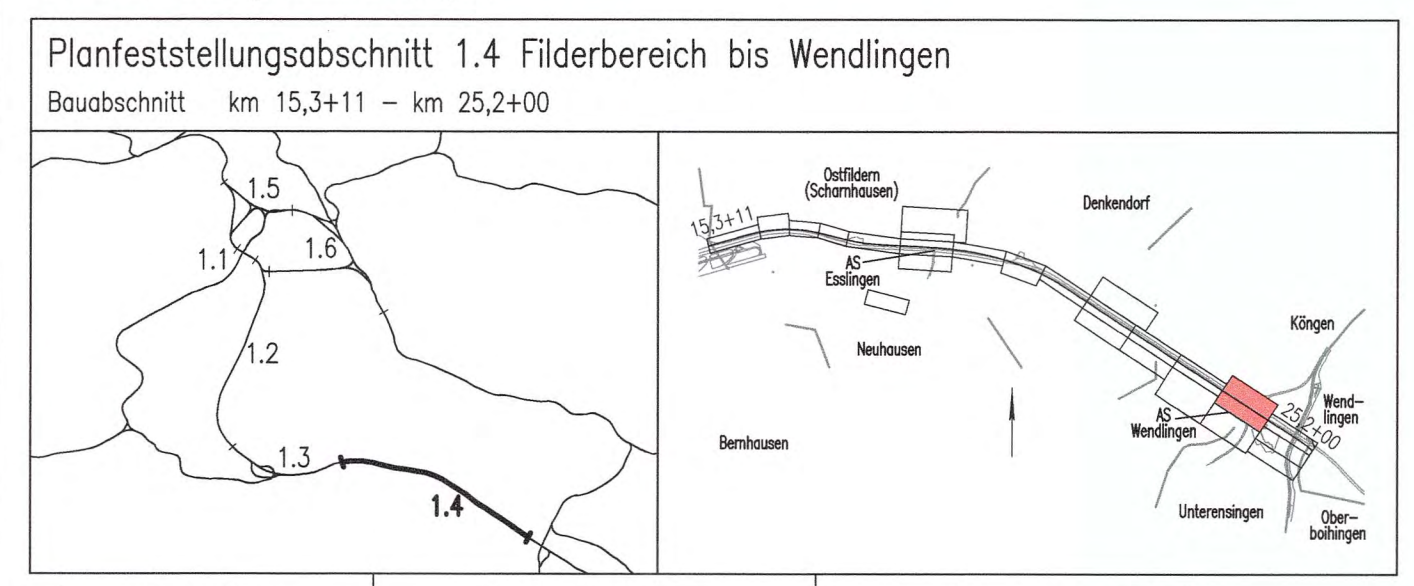 Planfeststellungsabschnitt 1.4 Filderbereich bis Wendlingen
Bauabschnitt km 15,3+11 – km 25,2+00
1.5
1.6
1.1
1.2
1.3
1.4
Ostfildern
(Scharnhausen)
Denkendorf
15,3+11
AS
Esslingen
Neuhausen
Köngen
Wend–
lingen
25,2+00
AS
Wendlingen
Bernhausen
Unterensingen
Ober–
boihingen